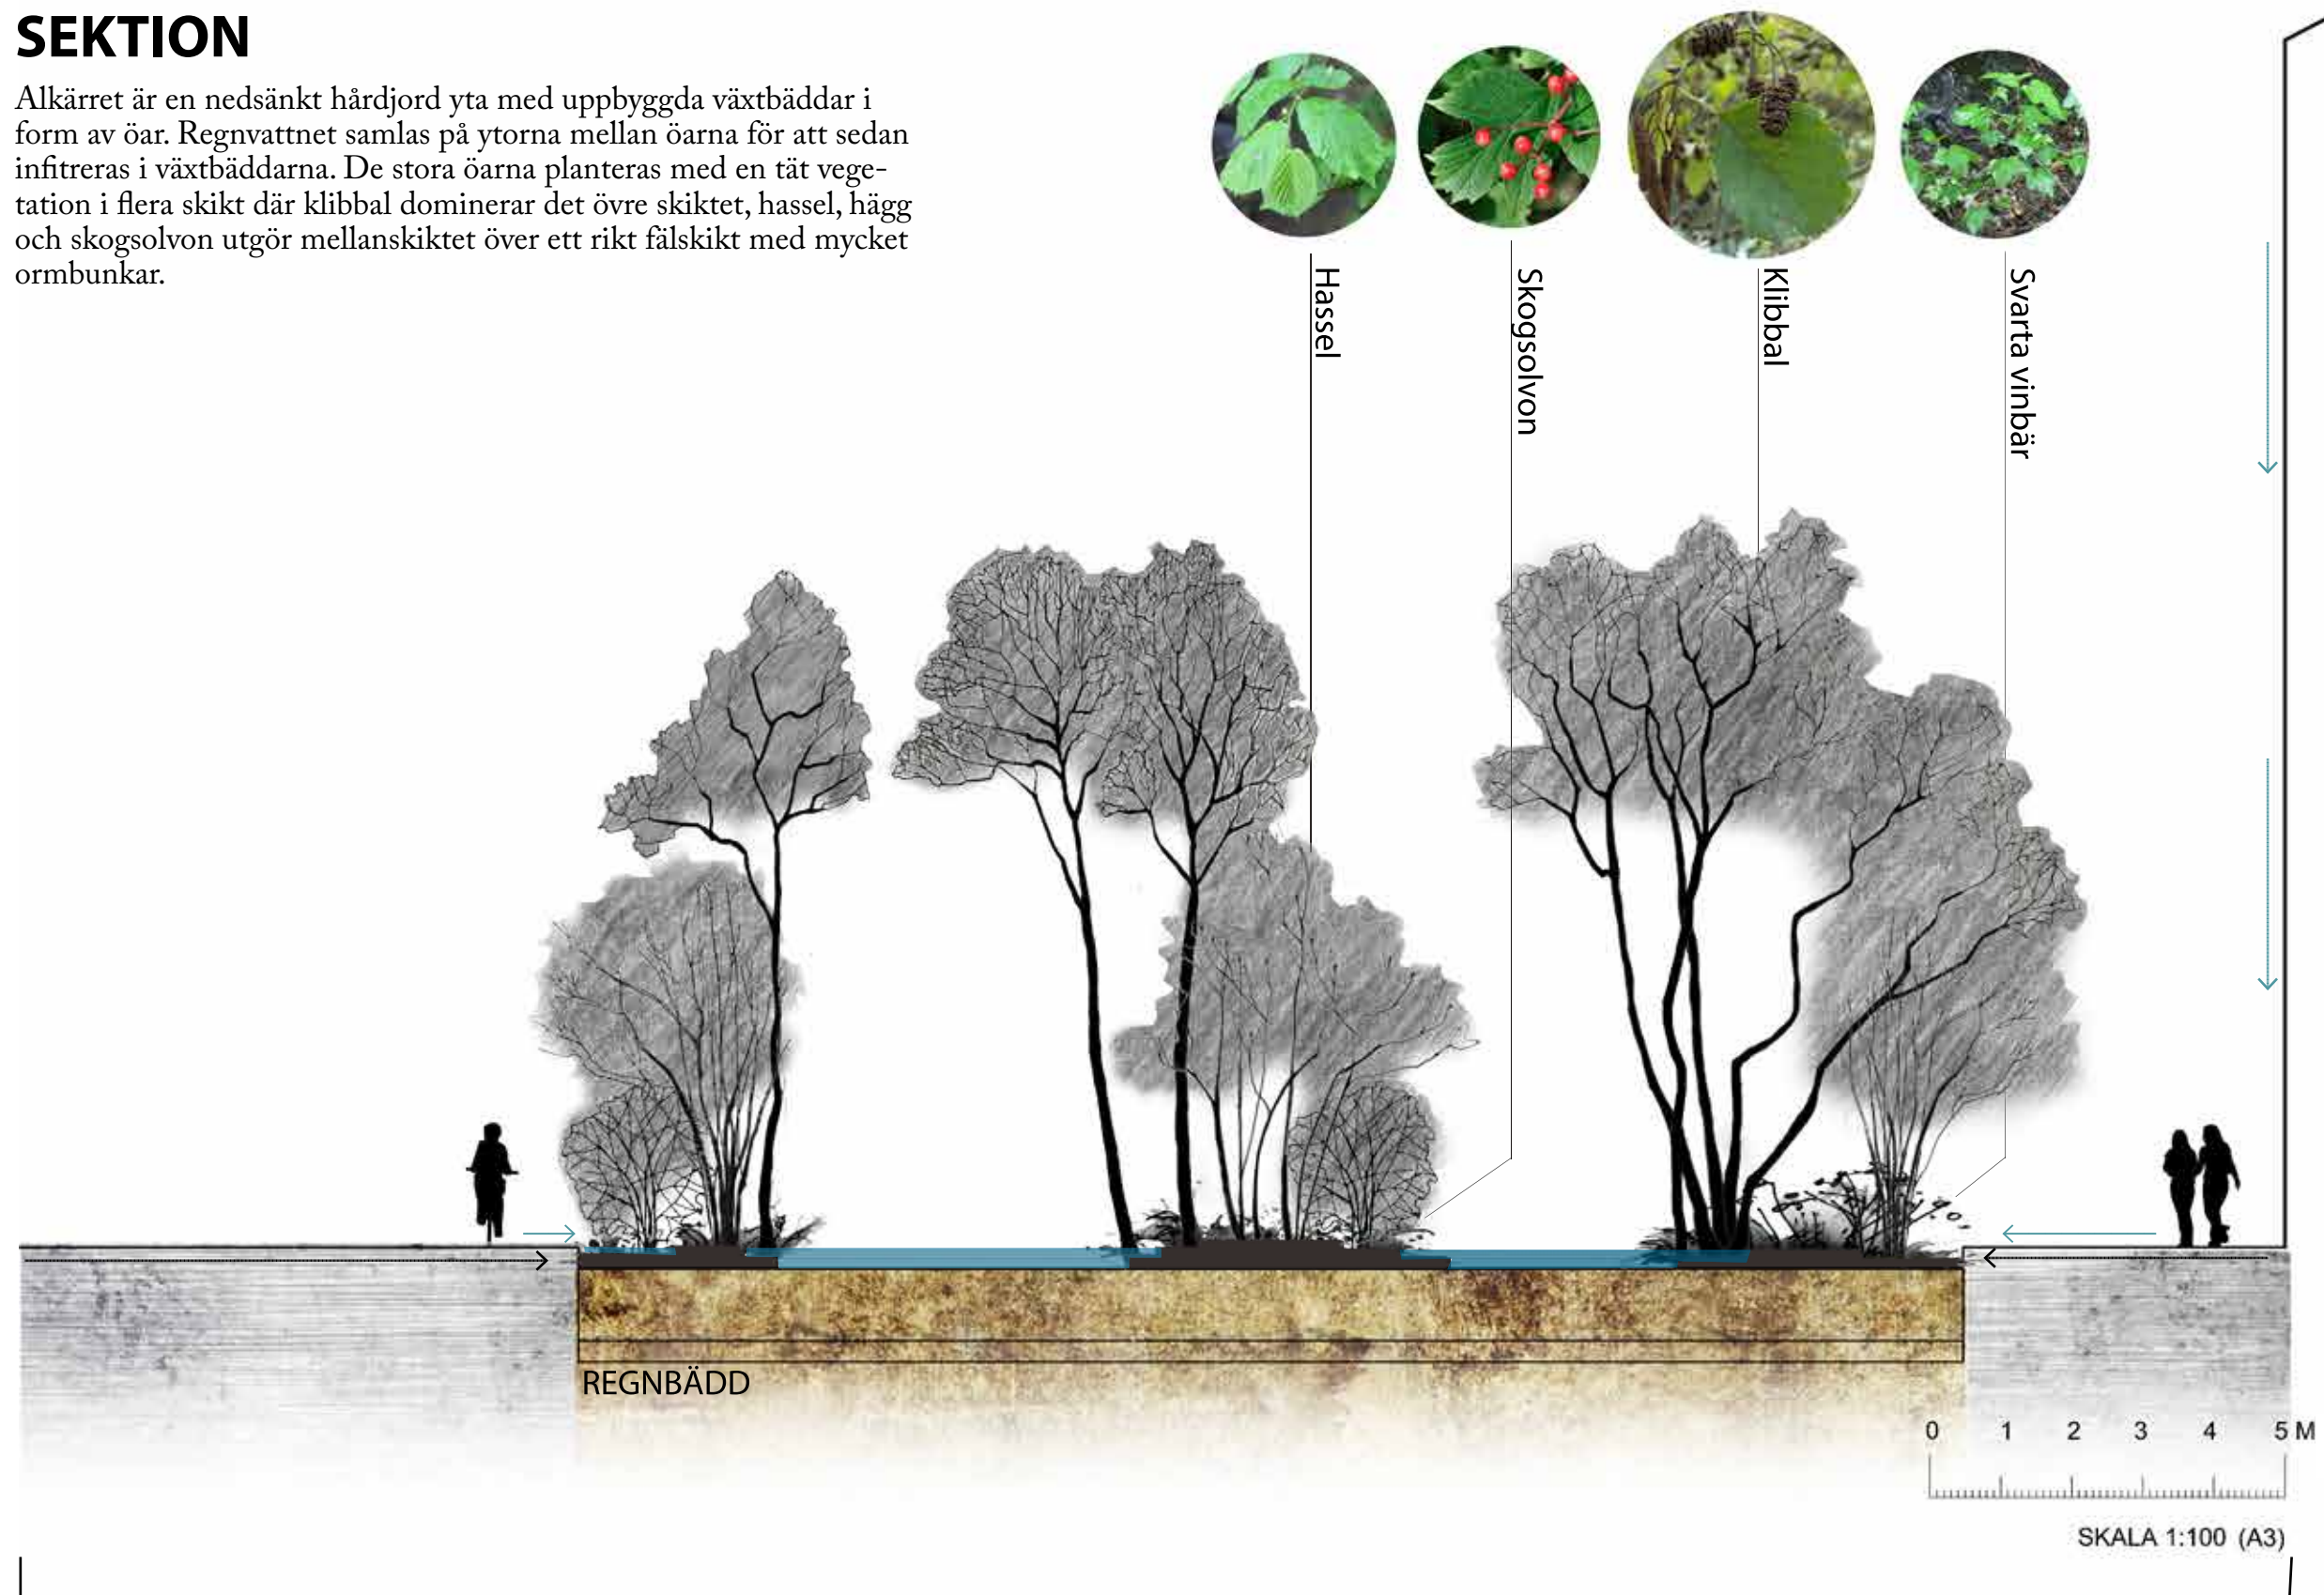 SEKTION
Alkärret är en nedsänkt hårdjord yta med uppbyggda växtbäddar i
form av öar. Regnvattnet samlas på ytorna mellan öarna för att sedan
infitreras i växtbäddarna. De stora öarna planteras med en tät vege-
tation i flera skikt där klibbal dominerar det övre skiktet, hassel, hägg
och skogsolvon utgör mellanskiktet över ett rikt fälskikt med mycket
ormbunkar.
Hassel
Skogsolvon
Klibbal
Svarta vinbär
REGNBÄDD
0 1 2 3 4 5 M
SKALA 1:100 (A3)